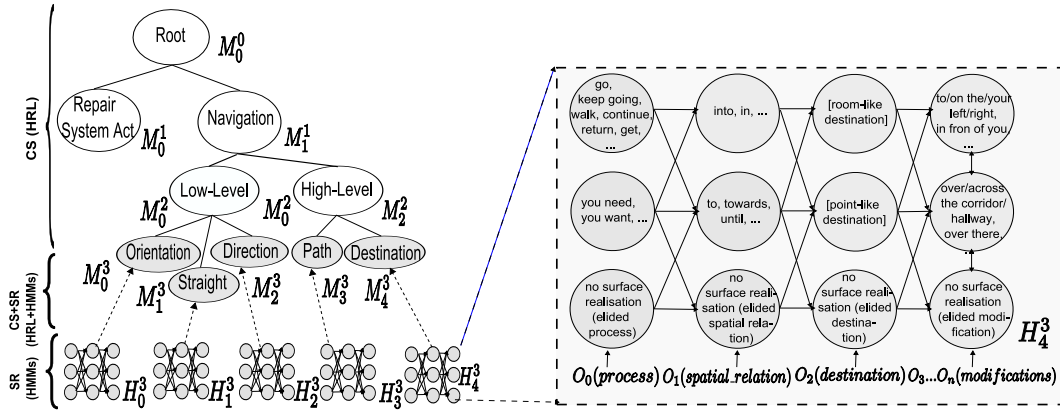 CS (HRL)
CS+SR
(HRL+HMMs)
SR
(HMMs)
Root
M_0^0
Repair
System Act
M_0^1
Navigation
M_1^1
Low-Level
M_0^2
High-Level
M_0^2
M_2^2
Orientation
M_0^3
Straight
M_1^3
Direction
M_2^3
Path
M_3^3
Destination
M_4^3
H_0^3
H_1^3
H_2^3
H_3^3
H_4^3
go,
keep going,
walk, continue,
return, get,
...
into, in, ...
[room-like
destination]
to/on the/your
left/right,
in fron of you,
...
you need,
you want, ...
to, towards,
until, ...
[point-like
destination]
over/across
the corridor/
hallway,
over there,
...
no surface
realisation
(elided
process)
no
surface reali-
sation (elided
spatial rela-
tion)
no
surface reali-
sation (elided
destina-
tion)
no surface
realisation
(elided modi-
fication)
H_4^3
O_0(process)
O_1(spatial_relation)
O_2(destination)
O_3...O_n(modifications)